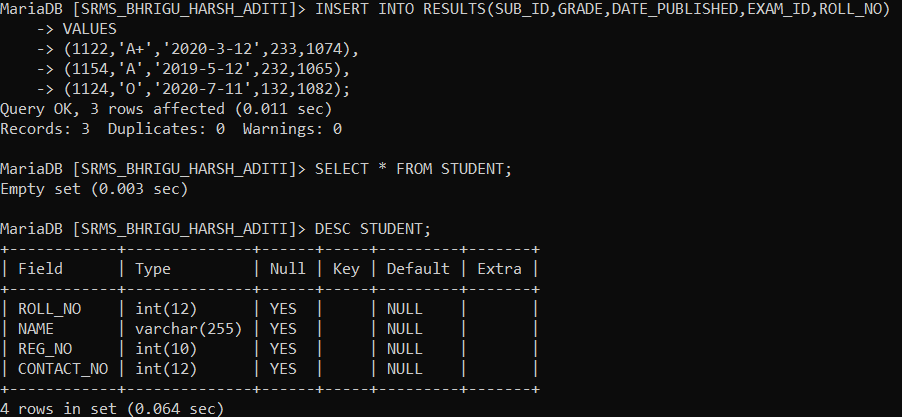 MariaDB [SRMS_BHRIGU_HARSH_ADITI]> INSERT INTO RESULTS(SUB_ID,GRADE,DATE_PUBLISHED,EXAM_ID,ROLL_NO)
    -> VALUES
    -> (1122,'A+','2020-3-12',233,1074),
    -> (1154,'A','2019-5-12',232,1065),
    -> (1124,'O','2020-7-11',132,1082);
Query OK, 3 rows affected (0.011 sec)
Records: 3  Duplicates: 0  Warnings: 0

MariaDB [SRMS_BHRIGU_HARSH_ADITI]> SELECT * FROM STUDENT;
Empty set (0.003 sec)

MariaDB [SRMS_BHRIGU_HARSH_ADITI]> DESC STUDENT;
+------------+--------------+------+-----+---------+-------+
| Field      | Type         | Null | Key | Default | Extra |
+------------+--------------+------+-----+---------+-------+
| ROLL_NO    | int(12)      | YES  |     | NULL    |       |
| NAME       | varchar(255) | YES  |     | NULL    |       |
| REG_NO     | int(10)      | YES  |     | NULL    |       |
| CONTACT_NO | int(12)      | YES  |     | NULL    |       |
+------------+--------------+------+-----+---------+-------+
4 rows in set (0.064 sec)